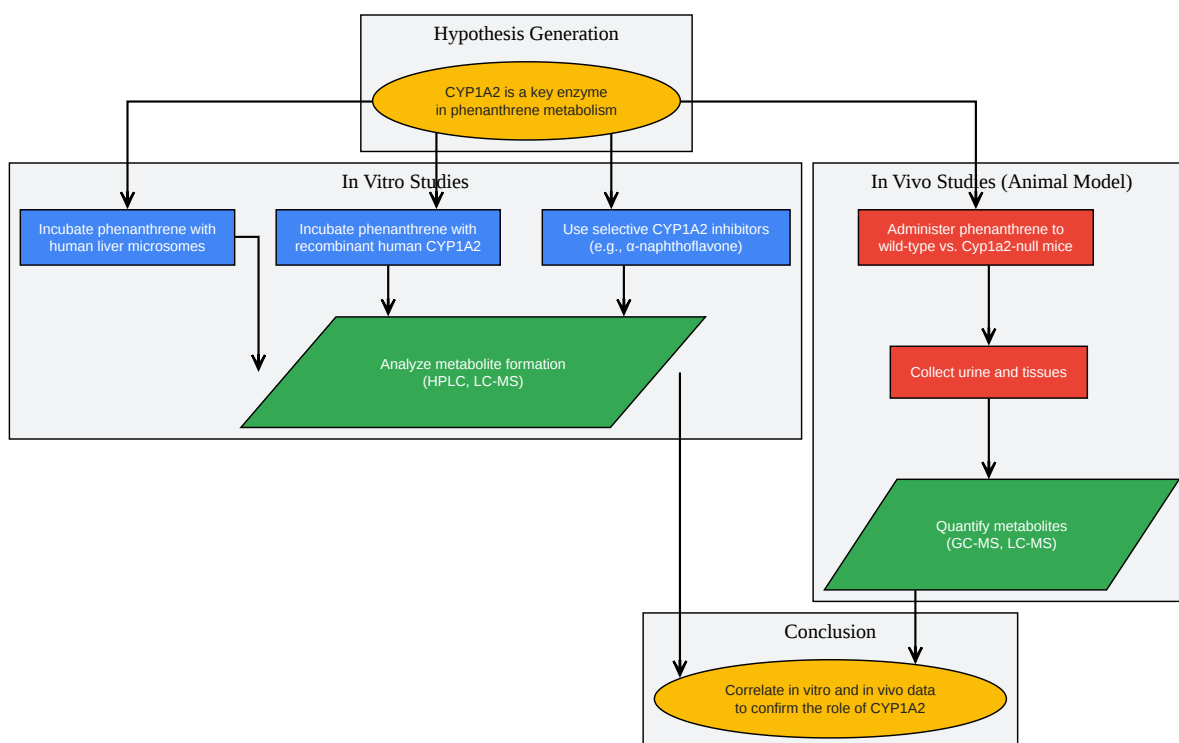 Hypothesis Generation
CYP1A2 is a key enzyme
in phenanthrene metabolism
In Vitro Studies
Incubate phenanthrene with
human liver microsomes
Incubate phenanthrene with
recombinant human CYP1A2
Use selective CYP1A2 inhibitors
(e.g., α-naphthoflavone)
Analyze metabolite formation
(HPLC, LC-MS)
In Vivo Studies (Animal Model)
Administer phenanthrene to
wild-type vs. Cyp1a2-null mice
Collect urine and tissues
Quantify metabolites
(GC-MS, LC-MS)
Conclusion
Correlate in vitro and in vivo data
to confirm the role of CYP1A2